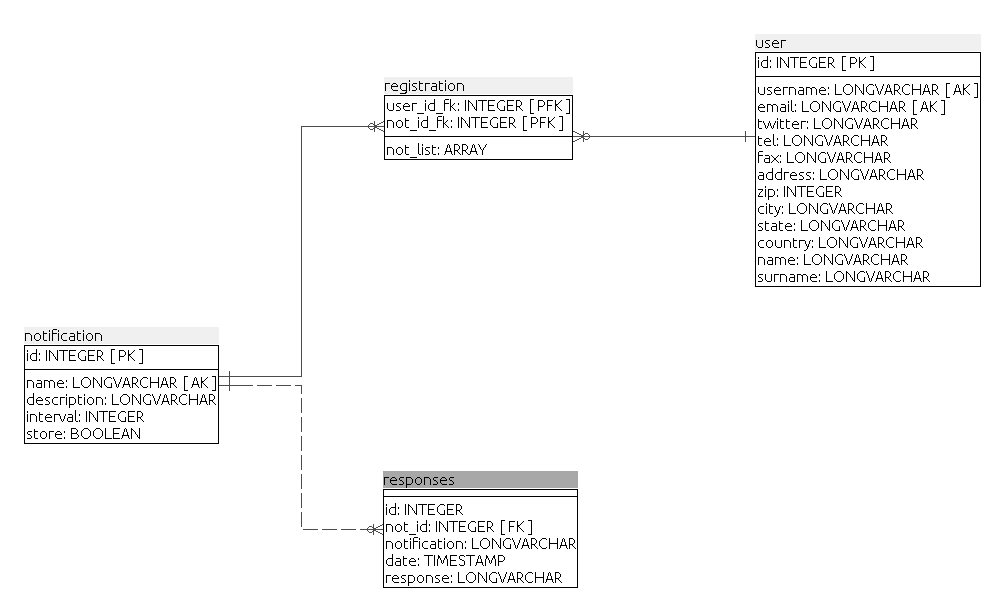 user
id: INTEGER [ PK ]
username: LONGVARCHAR [ AK ]
email: LONGVARCHAR [ AK ]
twitter: LONGVARCHAR
tel: LONGVARCHAR
fax: LONGVARCHAR
address: LONGVARCHAR
zip: INTEGER
city: LONGVARCHAR
state: LONGVARCHAR
country: LONGVARCHAR
name: LONGVARCHAR
surname: LONGVARCHAR
registration
user_id_fk: INTEGER [ PFK ]
not_id_fk: INTEGER [ PFK ]
not_list: ARRAY
notification
id: INTEGER [ PK ]
name: LONGVARCHAR [ AK ]
description: LONGVARCHAR
interval: INTEGER
store: BOOLEAN
responses
id: INTEGER
not_id: INTEGER [ FK ]
notification: LONGVARCHAR
date: TIMESTAMP
response: LONGVARCHAR